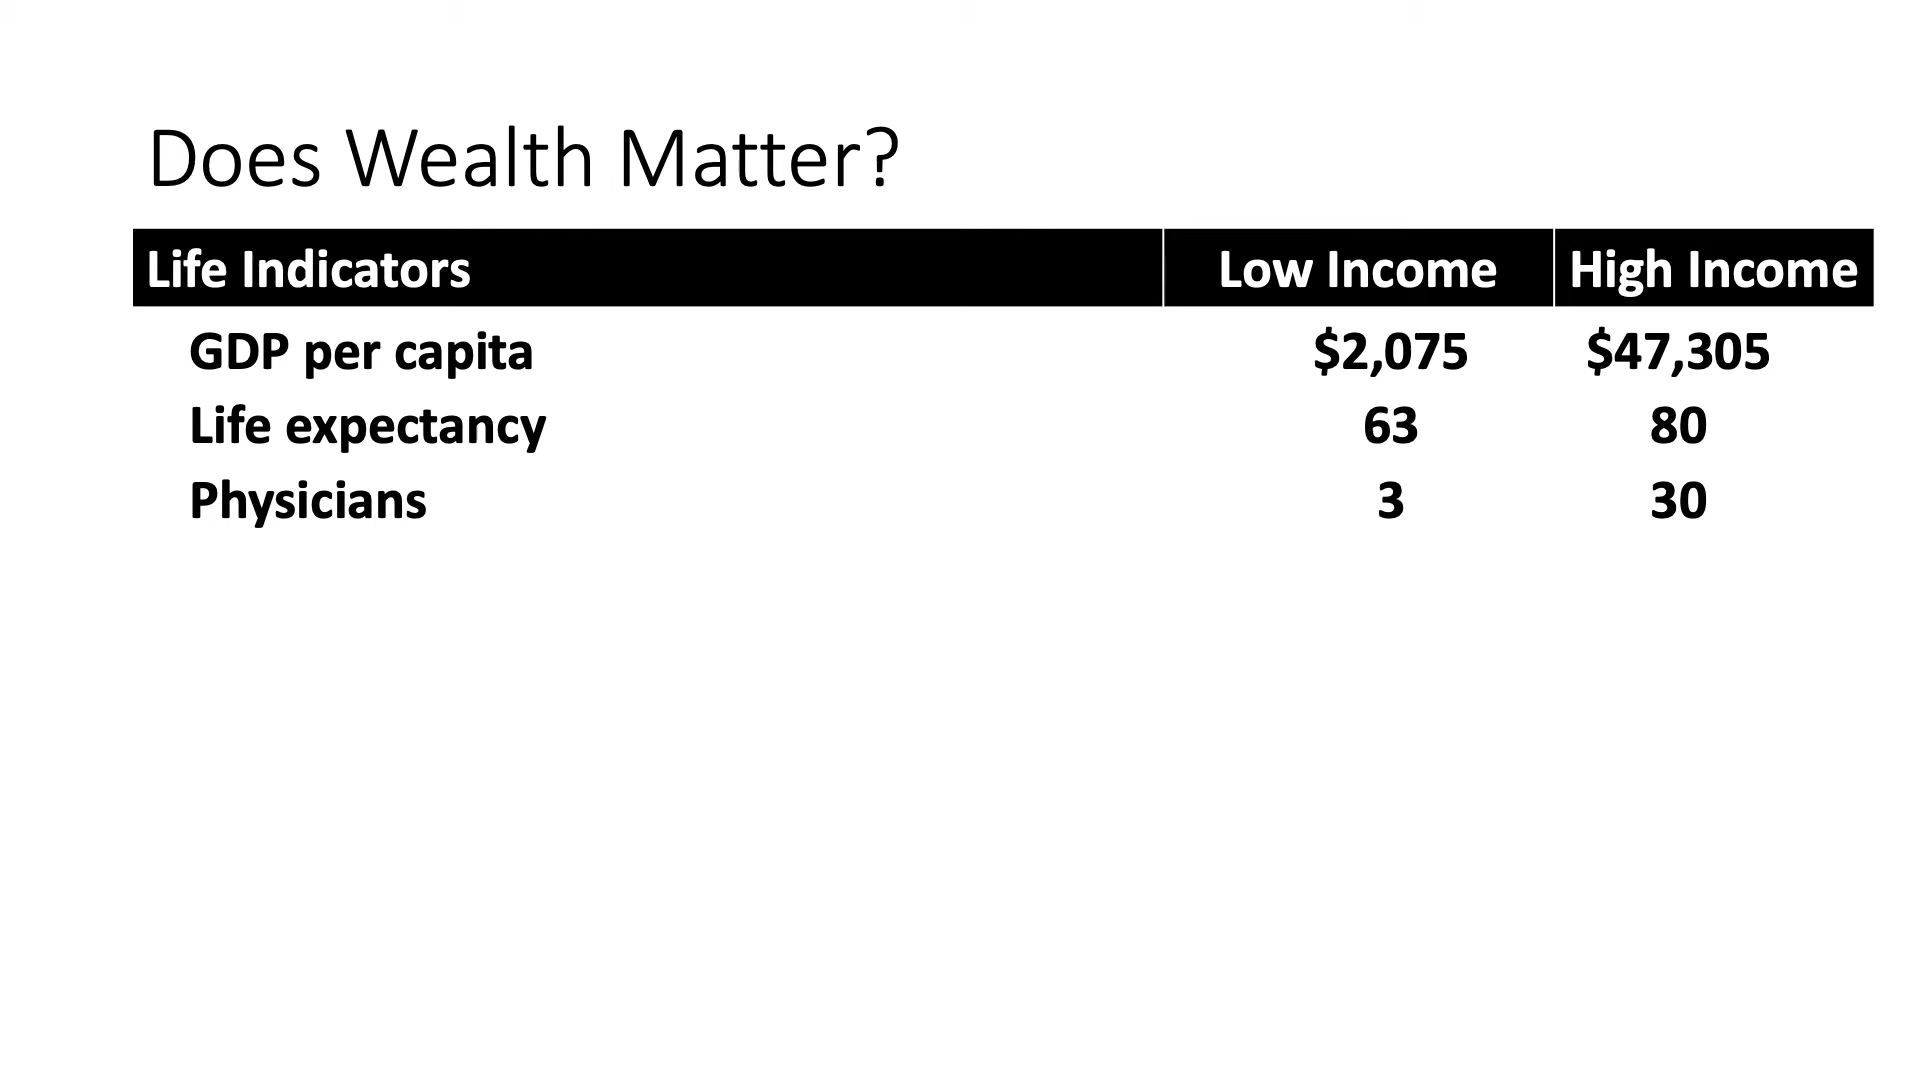 Does Wealth Matter?
Life Indicators Low Income High Income
GDP per capita $2,075 $47,305
Life expectancy 63 80
Physicians 3 30